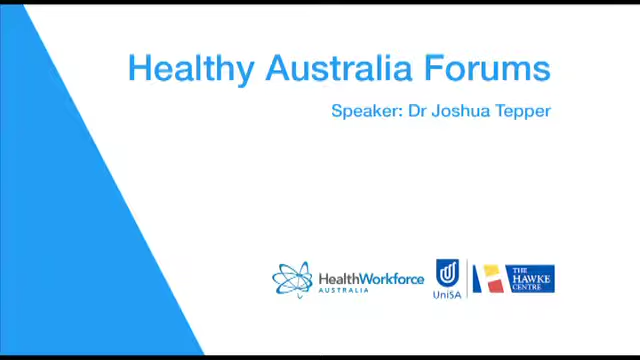 Healthy Australia Forums
Speaker: Dr Joshua Tepper
HealthWorkforce
AUSTRALIA
UniSA
THE
HAWKE
CENTRE